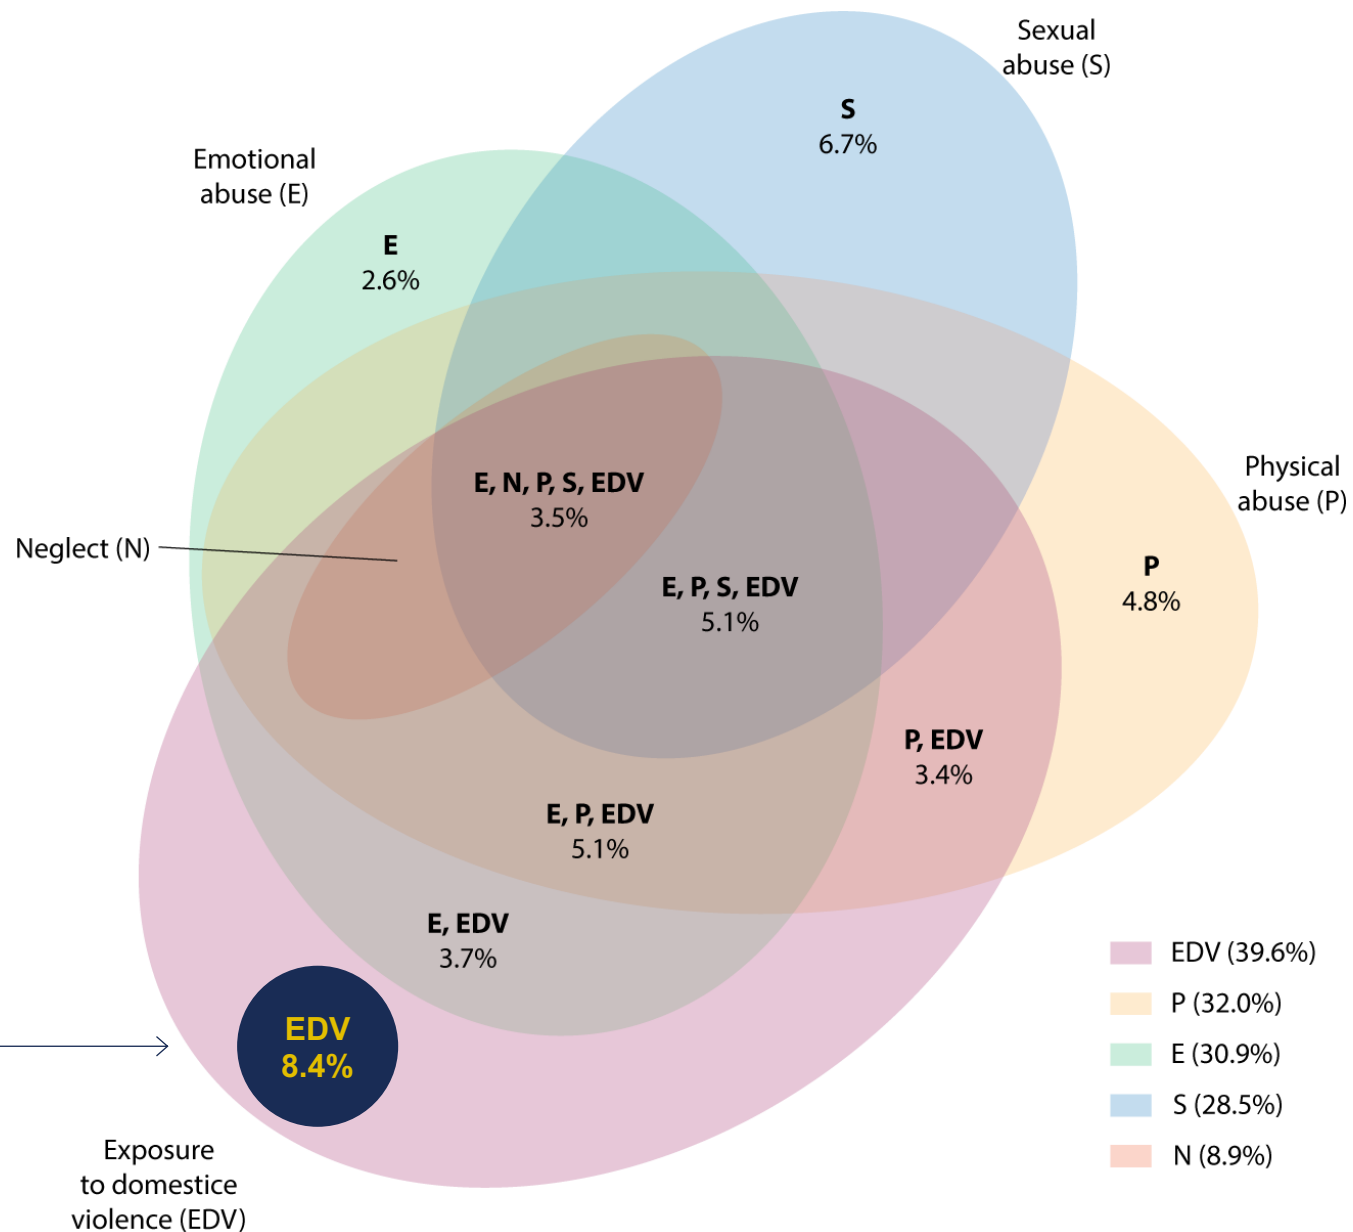 Sexual
abuse (S)
S
6.7%
Emotional
abuse (E)
E
2.6%
Physical
abuse (P)
E, N, P, S, EDV
3.5%
Neglect (N)
E, P, S, EDV
5.1%
P
4.8%
P, EDV
3.4%
E, P, EDV
5.1%
E, EDV
3.7%
EDV
8.4%
Exposure
to domestice
violence (EDV)
EDV (39.6%)
P (32.0%)
E (30.9%)
S (28.5%)
N (8.9%)